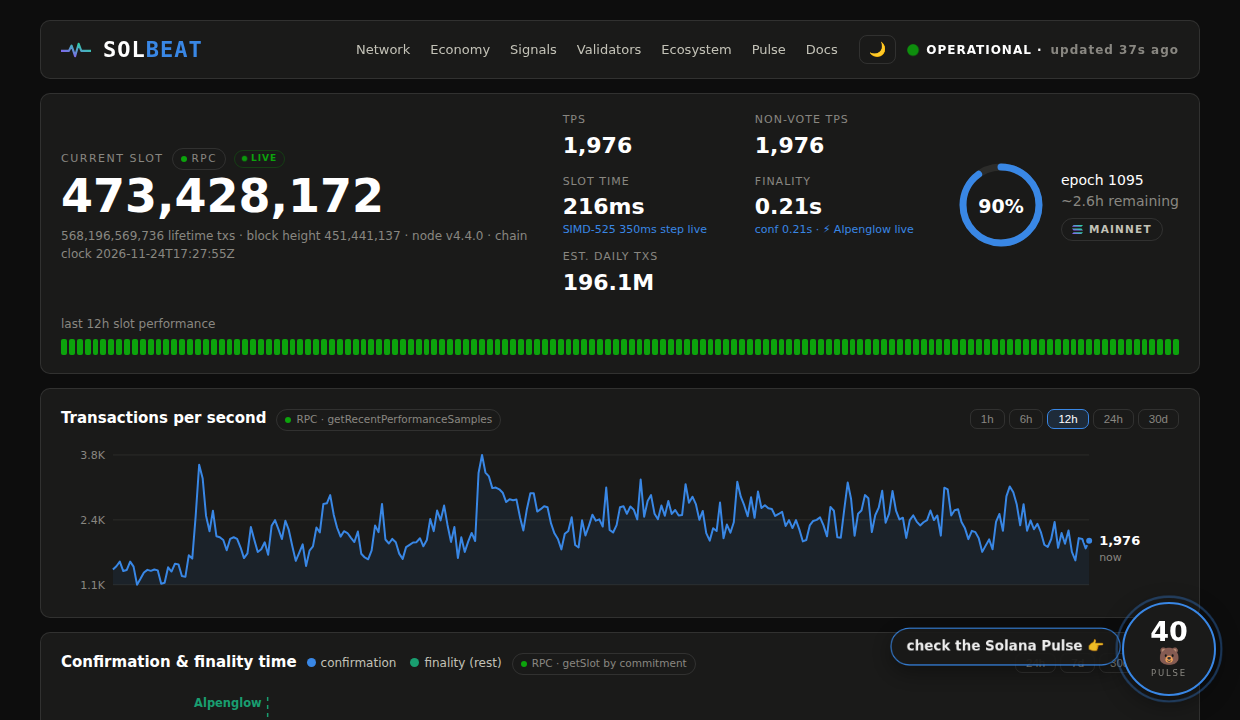 SOLBEAT
Network Economy Signals Validators Ecosystem Pulse Docs
OPERATIONAL · updated 37s ago
CURRENT SLOT RPC LIVE
473,428,172
568,196,569,736 lifetime txs · block height 451,441,137 · node v4.4.0 · chain
clock 2026-11-24T17:27:55Z
TPS
1,976
NON-VOTE TPS
1,976
SLOT TIME
216ms
SIMD-525 350ms step live
FINALITY
0.21s
conf 0.21s · ⚡ Alpenglow live
EST. DAILY TXS
196.1M
90%
epoch 1095
~2.6h remaining
MAINNET
last 12h slot performance
Transactions per second RPC · getRecentPerformanceSamples
1h 6h 12h 24h 30d
3.8K
2.4K
1.1K
1,976
now
Confirmation & finality time confirmation finality (rest) RPC · getSlot by commitment
Alpenglow
check the Solana Pulse 👉
40
PULSE